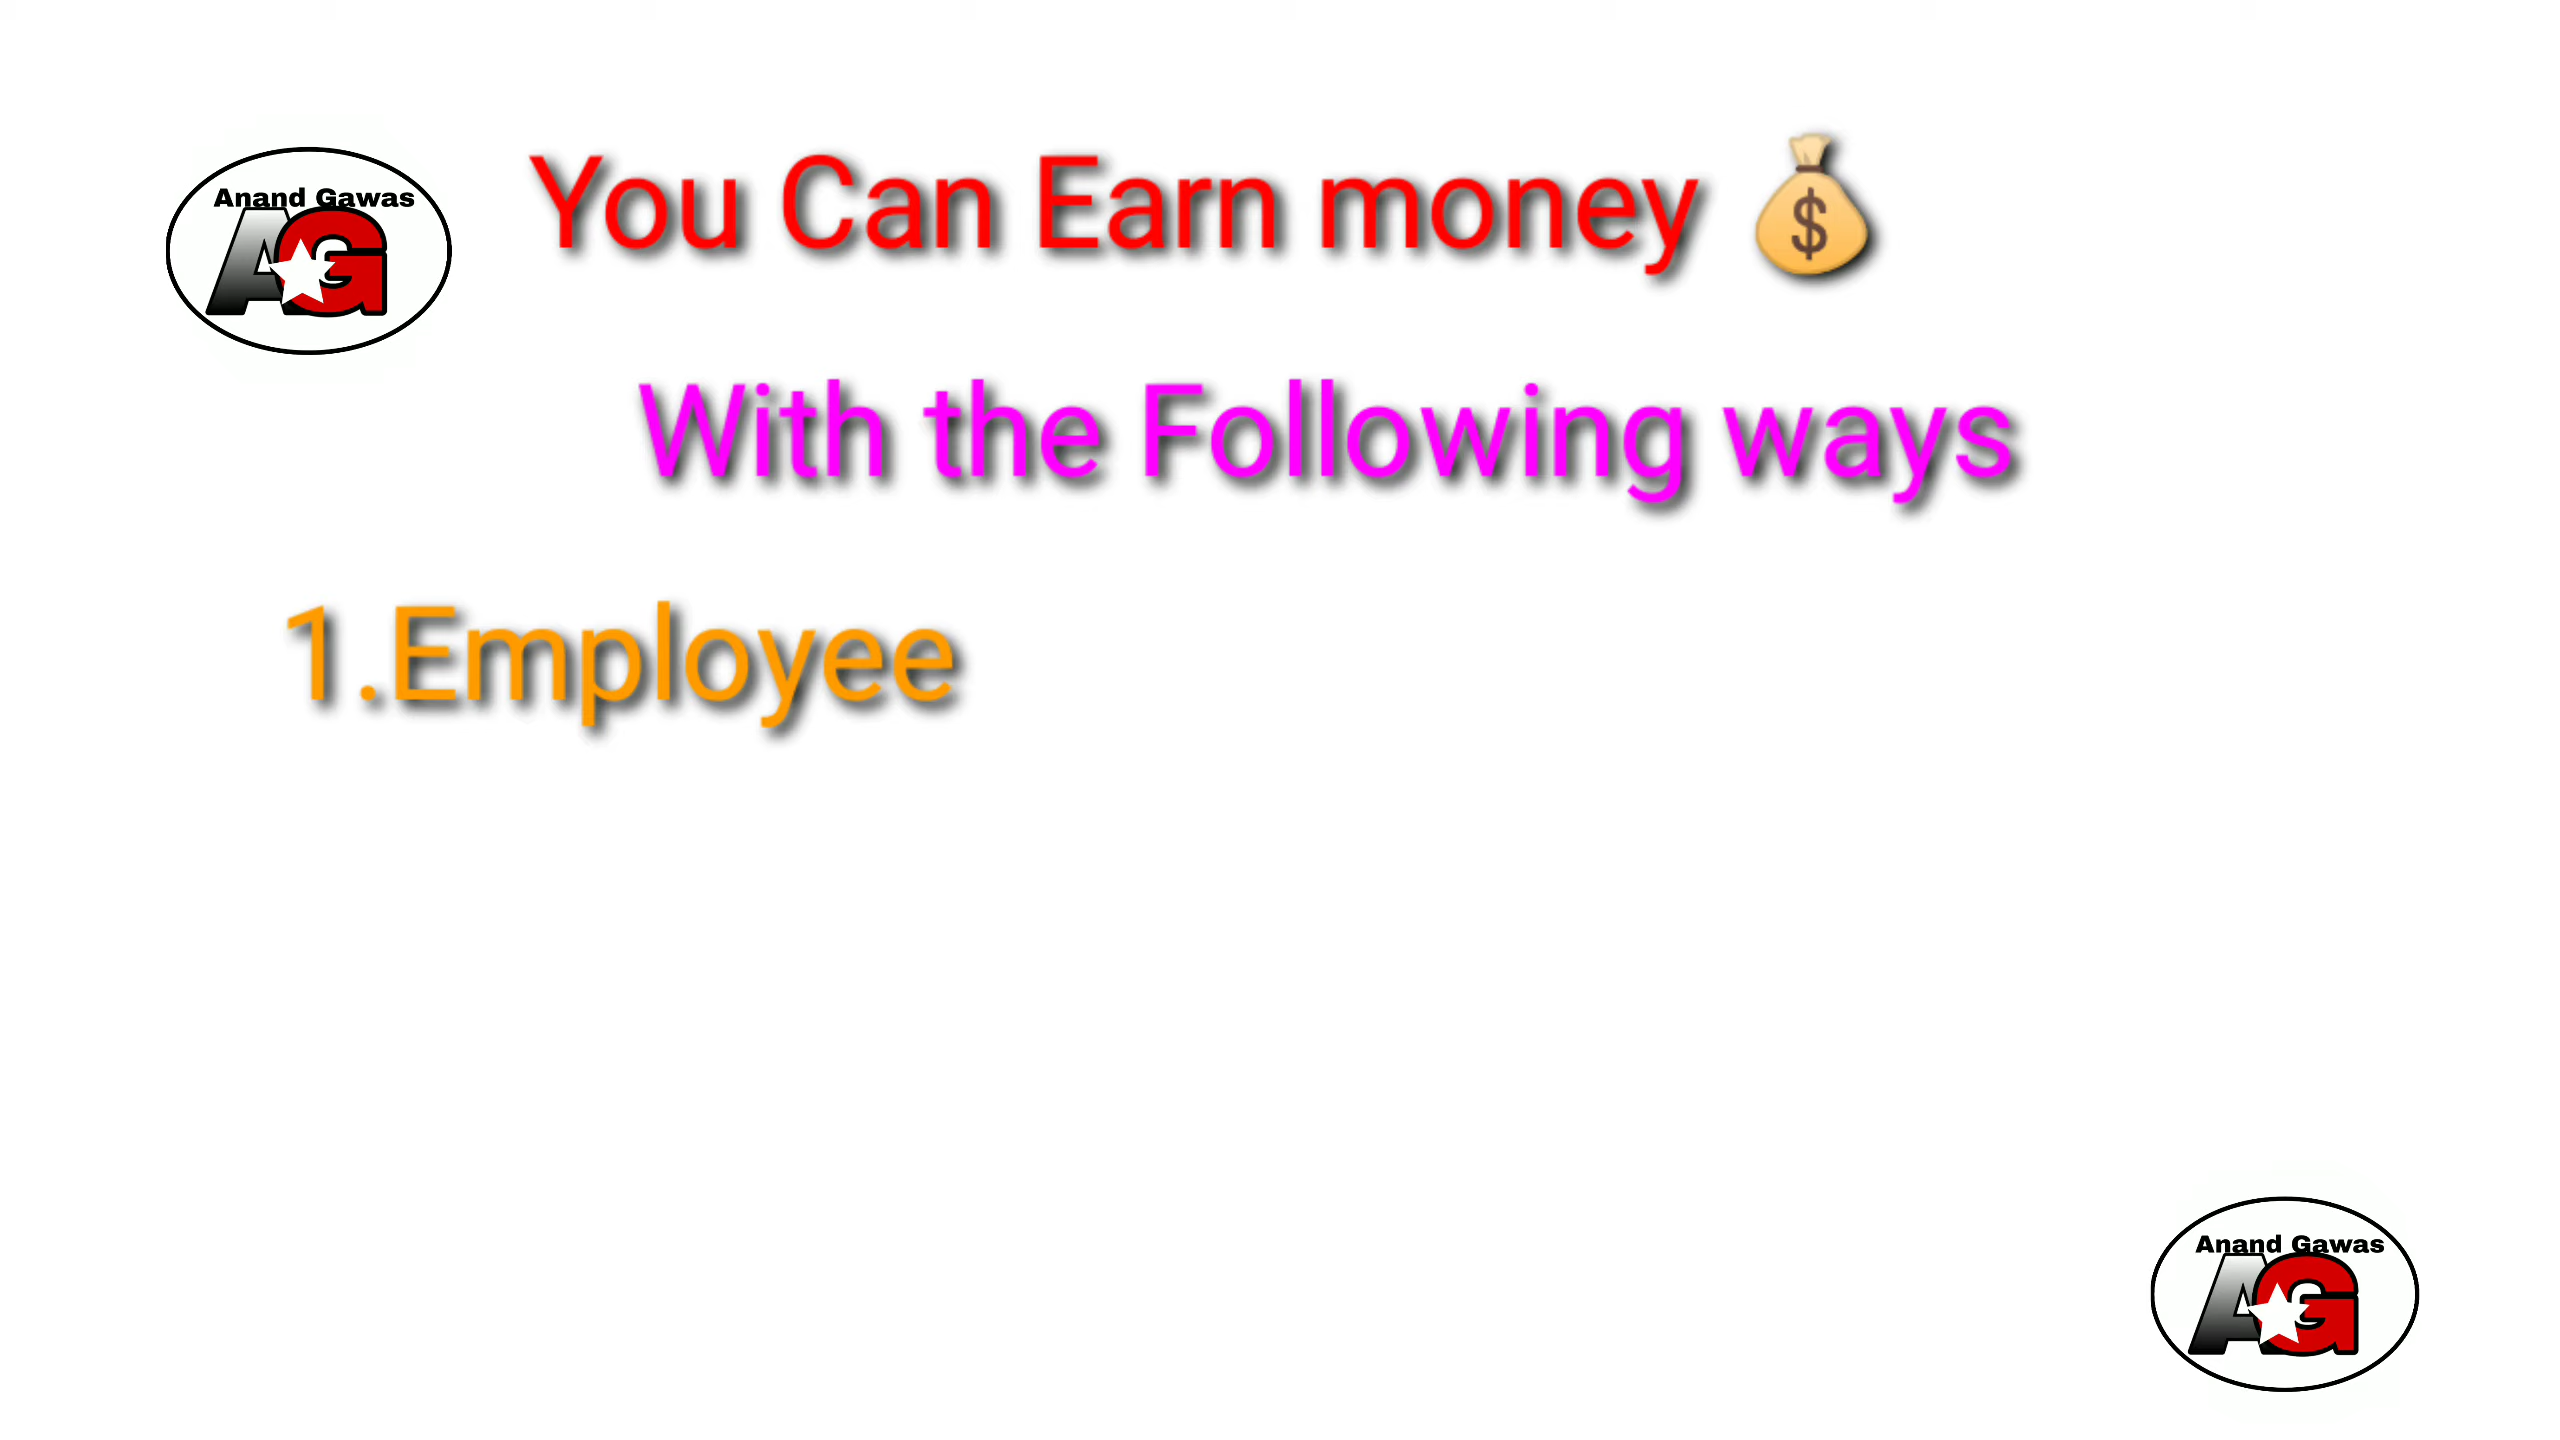 Anand Gawas
AG
You Can Earn money 💰
With the Following ways
1.Employee
Anand Gawas
AG